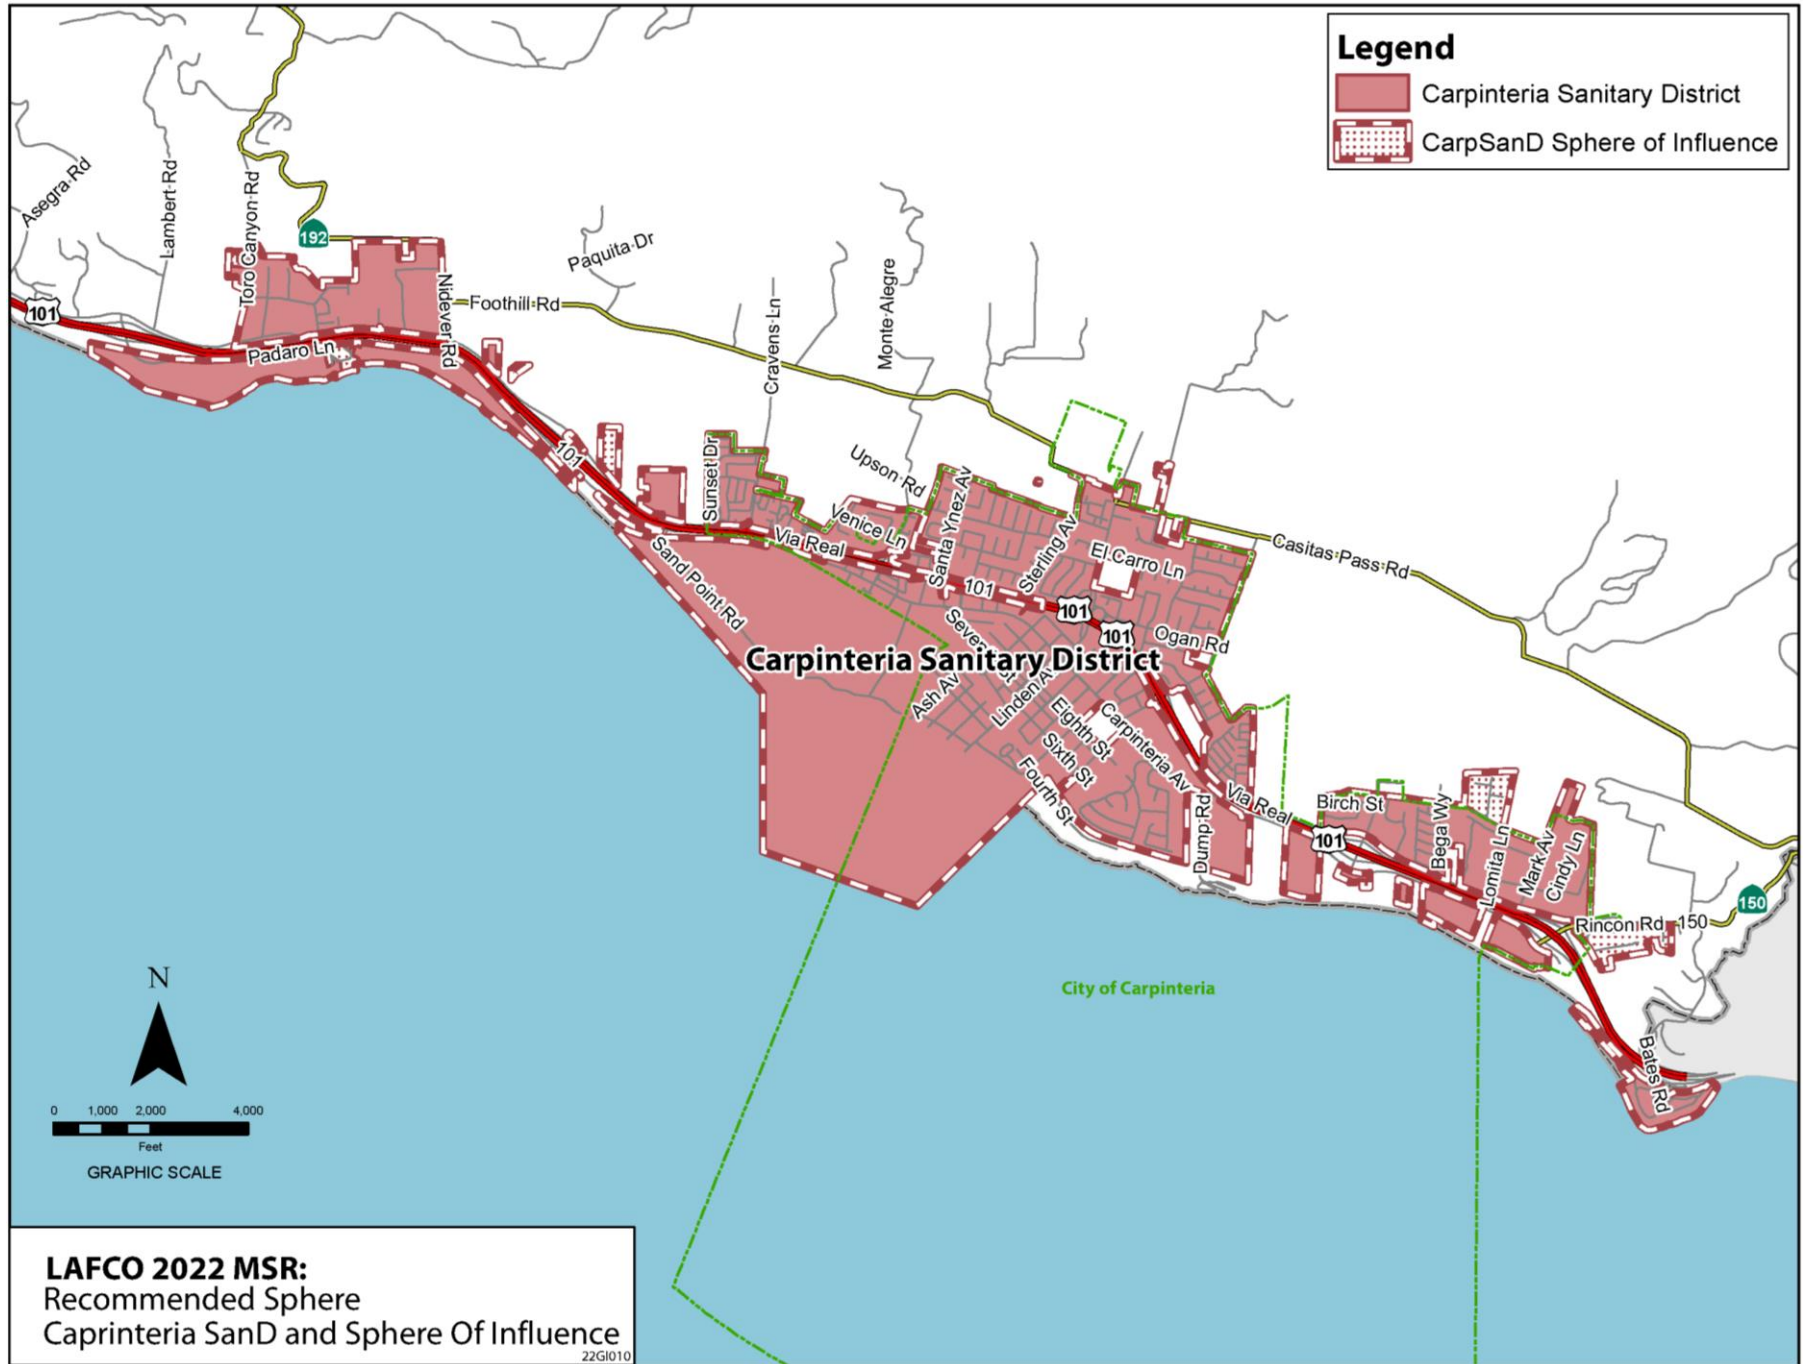 Legend
Carpinteria Sanitary District
CarpSanD Sphere of Influence
Asegra Rd
Lambert Rd
Toro Canyon Rd
192
Nidever Rd
Foothill Rd
Paquita Dr
Cravens Ln
Monte Alegre
101
Padaro Ln
101
Sunset Dr
Upson Rd
Venice Ln
Via Real
Santa Ynez Av
Sterling Av
El Carro Ln
Casitas Pass Rd
101
101
101
Ogan Rd
Sand Point Rd
Carpinteria Sanitary District
Ash Av
Linden Av
Eighth St
Sixth St
Fourth St
Carpinteria Av
Dump Rd
Via Real
Birch St
101
Bega Wy
Lomita Ln
Mark Av
Cindy Ln
Rincon Rd
150
150
Bates Rd
City of Carpinteria
N
0 1,000 2,000 4,000
Feet
GRAPHIC SCALE
LAFCO 2022 MSR:
Recommended Sphere
Caprinteria SanD and Sphere Of Influence
22GI010